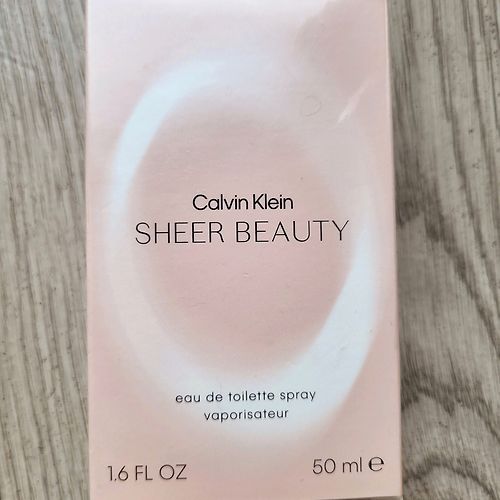 Calvin Klein
SHEER BEAUTY
eau de toilette spray
vaporisateur
1.6 FL OZ 50 ml ℮